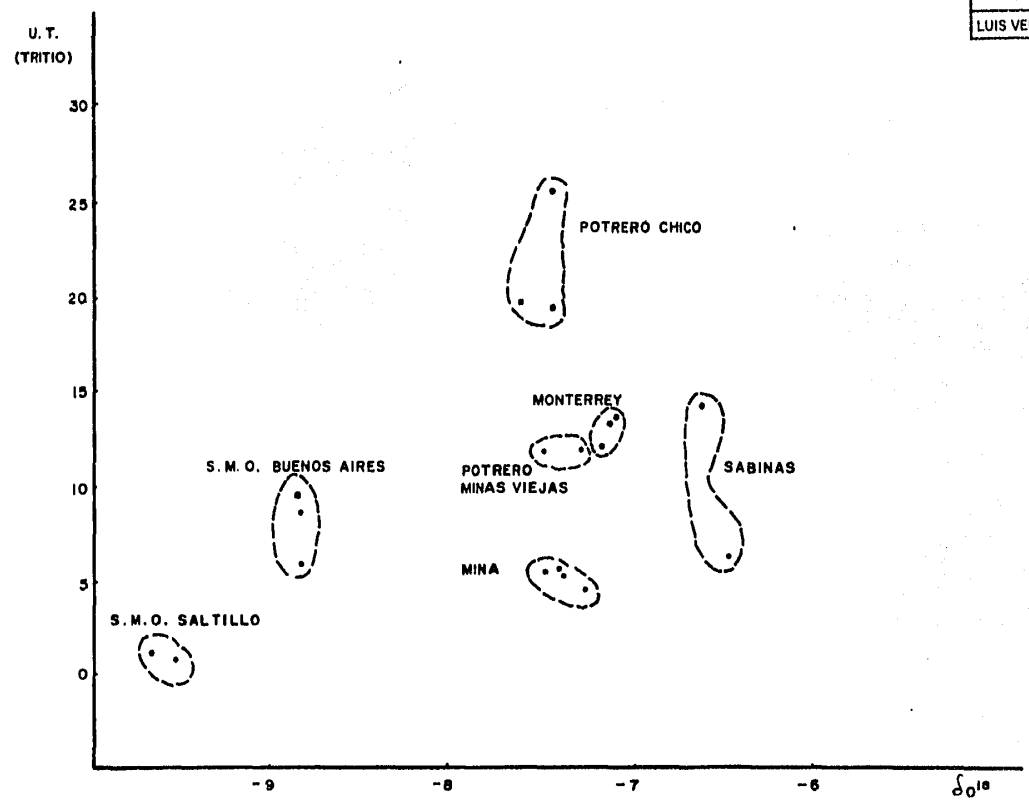 LUIS VE
U. T.
(TRITIO)
30
25
20
15
10
5
0
POTRERO CHICO
MONTERREY
S.M.O. BUENOS AIRES
POTRERO
MINAS VIEJAS
SABINAS
MINA
S.M.O. SALTILLO
-9
-8
-7
-6
δO¹⁸